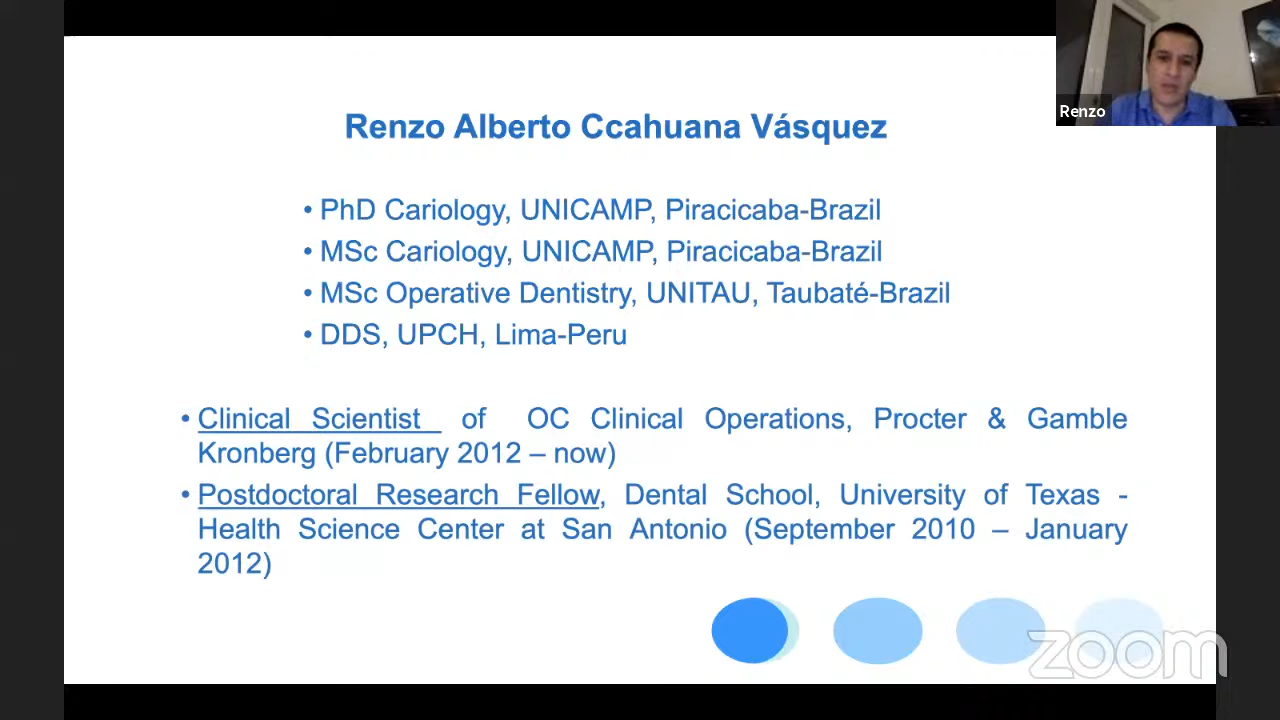 Renzo
Renzo Alberto Ccahuana Vásquez
• PhD Cariology, UNICAMP, Piracicaba-Brazil
• MSc Cariology, UNICAMP, Piracicaba-Brazil
• MSc Operative Dentistry, UNITAU, Taubaté-Brazil
• DDS, UPCH, Lima-Peru
• Clinical Scientist of OC Clinical Operations, Procter & Gamble
Kronberg (February 2012 – now)
• Postdoctoral Research Fellow, Dental School, University of Texas -
Health Science Center at San Antonio (September 2010 – January
2012)
zoom